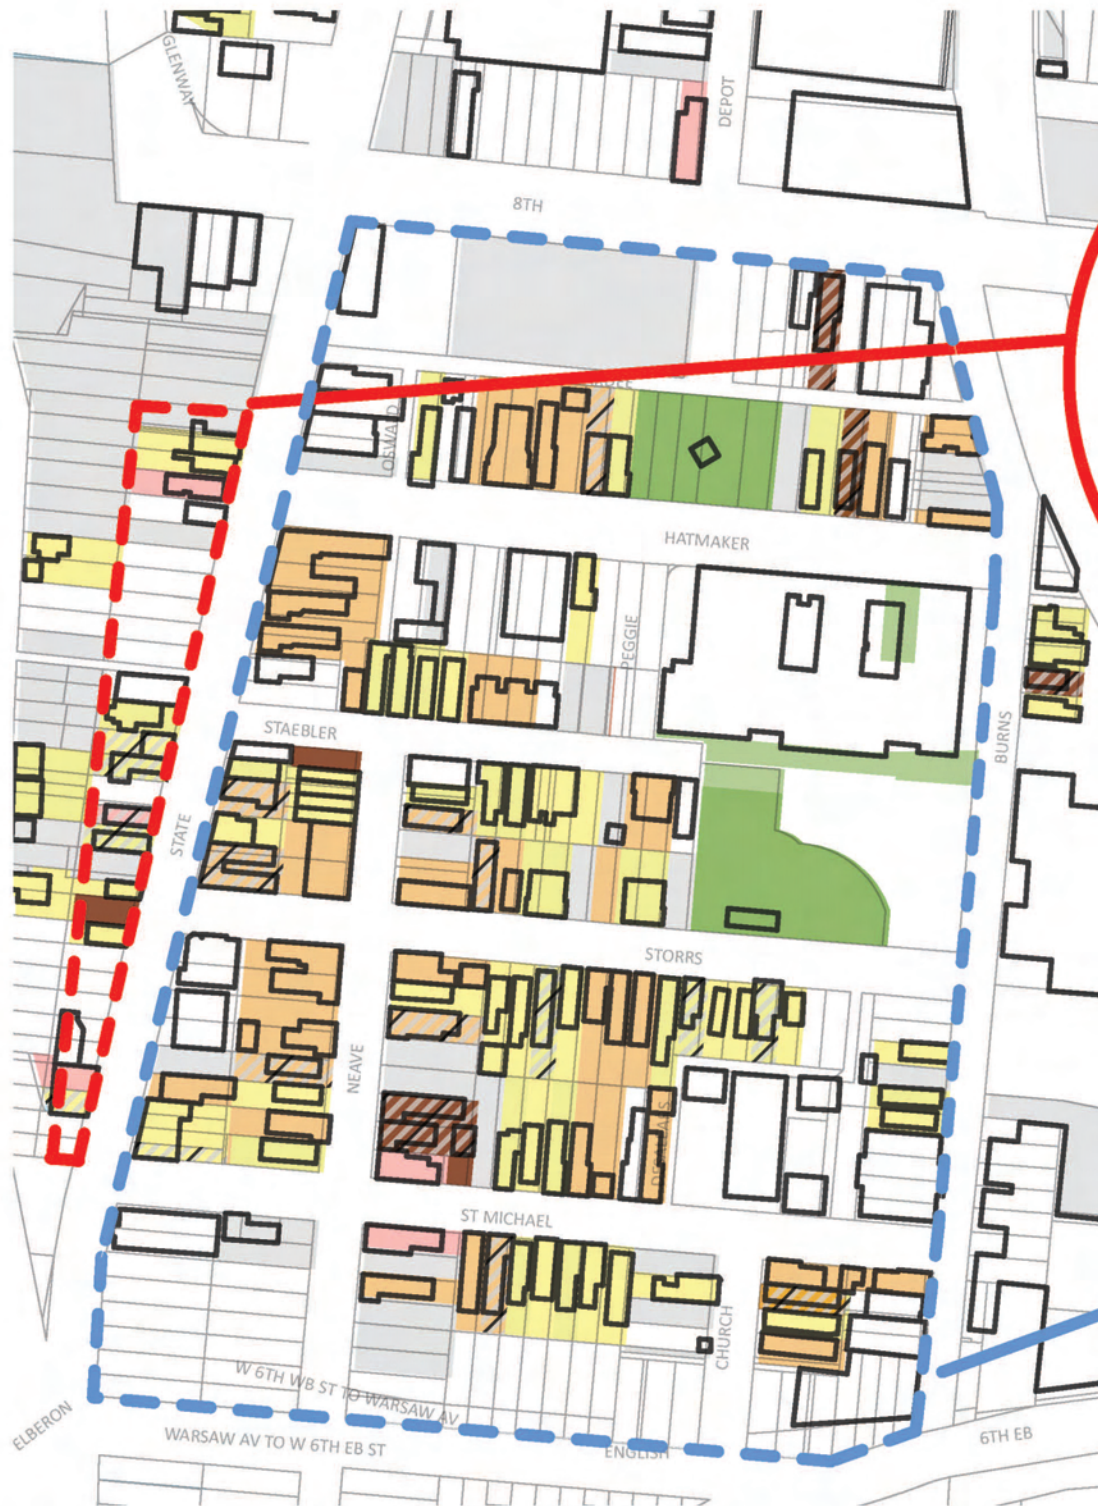 GLENWAY
DEPOT
8TH
OSWALD
HATMAKER
PEGGIE
STAEBLER
BURNS
STATE
STORRS
NEAVE
ST MICHAEL
CHURCH
W 6TH WB ST TO WARSAW AV
ELBERON
WARSAW AV TO W 6TH EB ST
ENGLISH
6TH EB